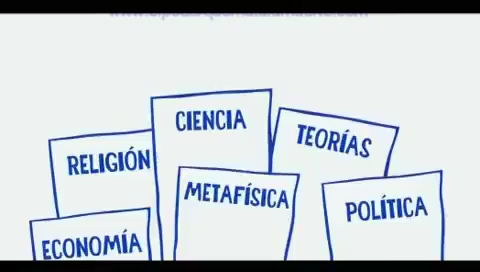 CIENCIA
TEORÍAS
RELIGIÓN
METAFÍSICA
POLÍTICA
ECONOMÍA